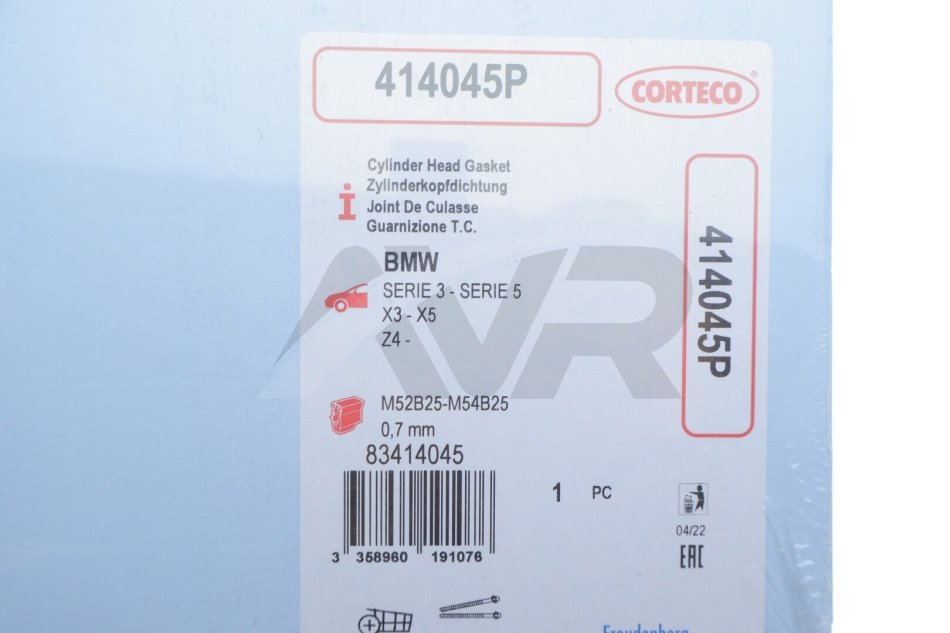 414045P
CORTECO®
Cylinder Head Gasket
Zylinderkopfdichtung
Joint De Culasse
Guarnizione T.C.
414045P
BMW
SERIE 3 - SERIE 5
X3 - X5
Z4 -
AVR
M52B25-M54B25
0,7 mm
83414045
1 PC
04/22
EAC
3 358960 191076
Freudenberg